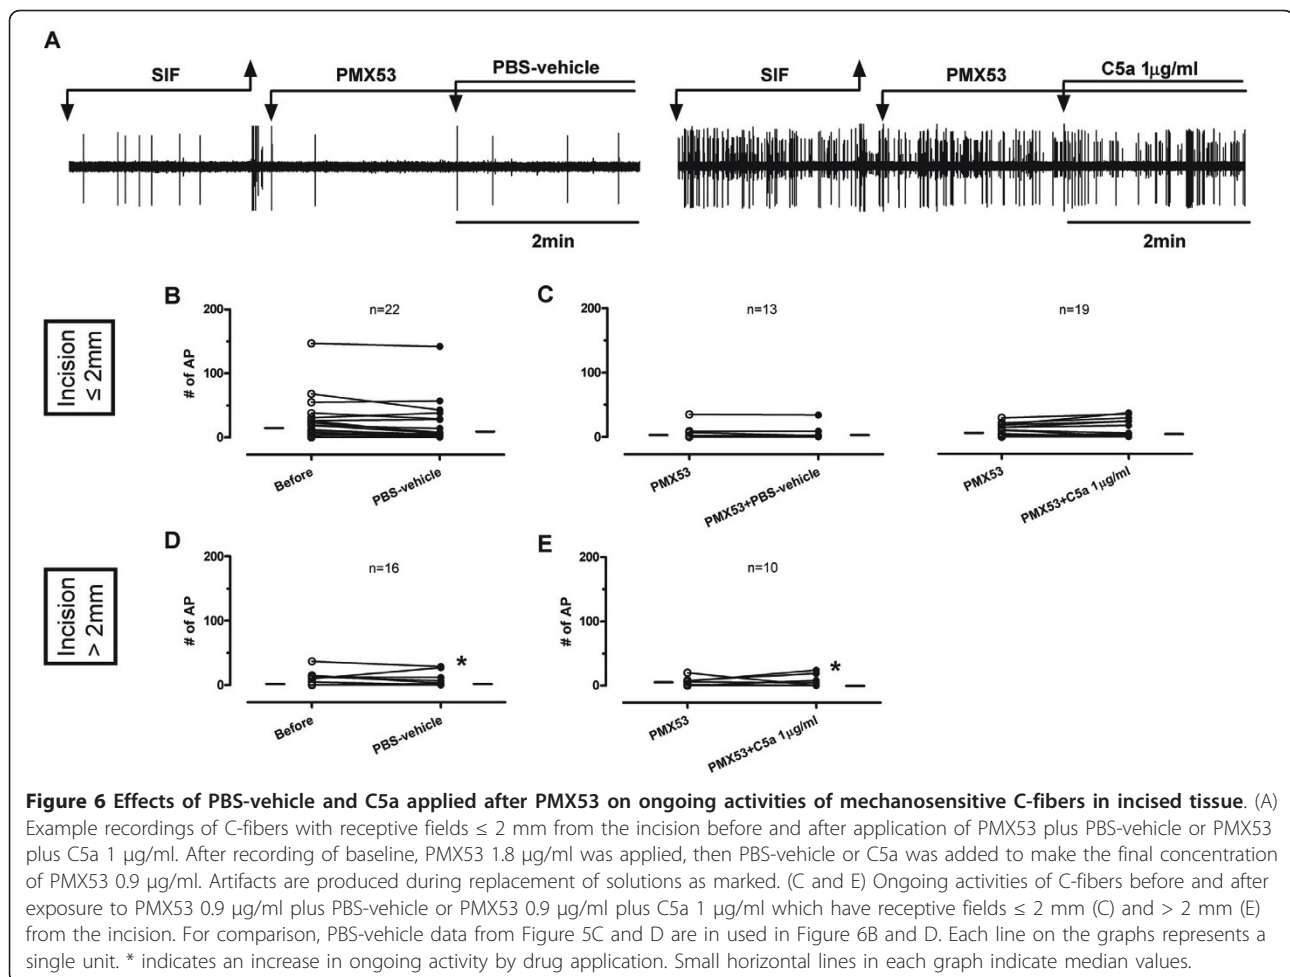 A
SIF
PMX53
PBS-vehicle
2min
SIF
PMX53
C5a 1µg/ml
2min
Incision
≤ 2mm
B
n=22
# of AP
200
100
0
Before
PBS-vehicle
C
n=13
# of AP
200
100
0
PMX53
PMX53+PBS-vehicle
n=19
PMX53
PMX53+C5a 1µg/ml
Incision
> 2mm
D
n=16
# of AP
200
100
0
*
Before
PBS-vehicle
E
n=10
# of AP
200
100
0
*
PMX53
PMX53+C5a 1µg/ml
Figure 6 Effects of PBS-vehicle and C5a applied after PMX53 on ongoing activities of mechanosensitive C-fibers in incised tissue. (A)
Example recordings of C-fibers with receptive fields ≤ 2 mm from the incision before and after application of PMX53 plus PBS-vehicle or PMX53
plus C5a 1 µg/ml. After recording of baseline, PMX53 1.8 µg/ml was applied, then PBS-vehicle or C5a was added to make the final concentration
of PMX53 0.9 µg/ml. Artifacts are produced during replacement of solutions as marked. (C and E) Ongoing activities of C-fibers before and after
exposure to PMX53 0.9 µg/ml plus PBS-vehicle or PMX53 0.9 µg/ml plus C5a 1 µg/ml which have receptive fields ≤ 2 mm (C) and > 2 mm (E)
from the incision. For comparison, PBS-vehicle data from Figure 5C and D are in used in Figure 6B and D. Each line on the graphs represents a
single unit. * indicates an increase in ongoing activity by drug application. Small horizontal lines in each graph indicate median values.